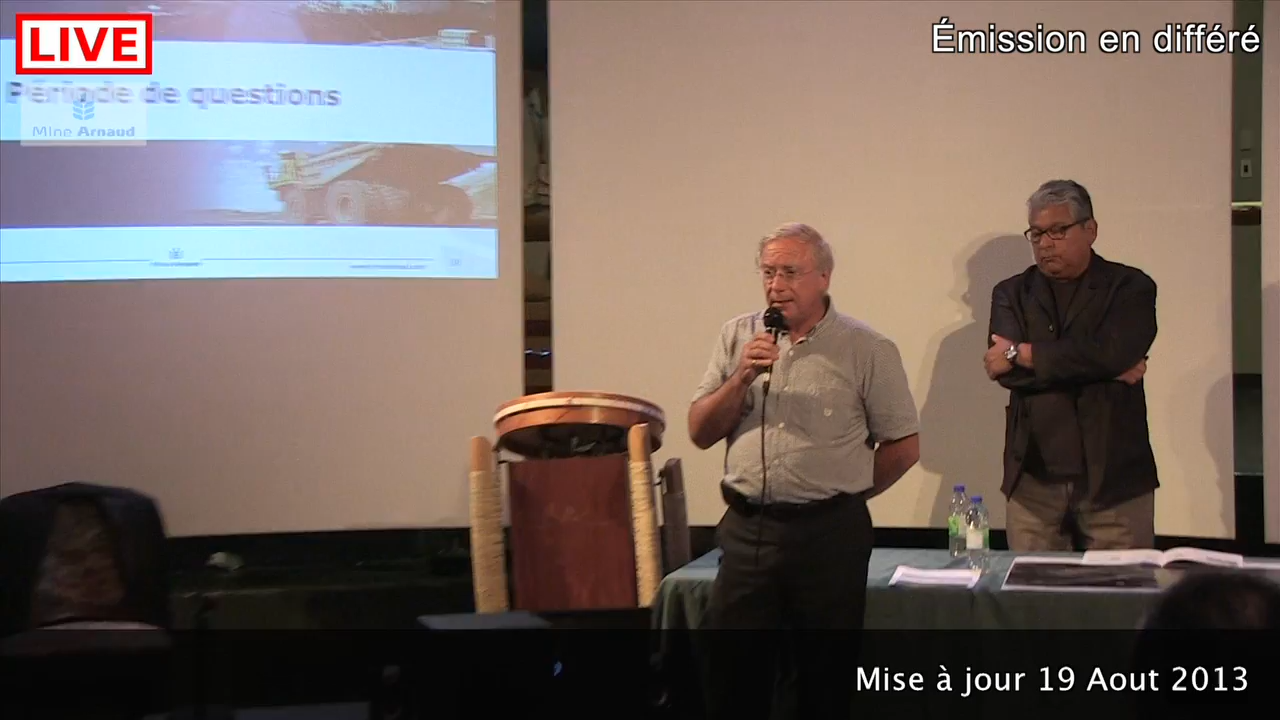 LIVE
Émission en différé
Période de questions
Mine Arnaud
Mise à jour 19 Aout 2013